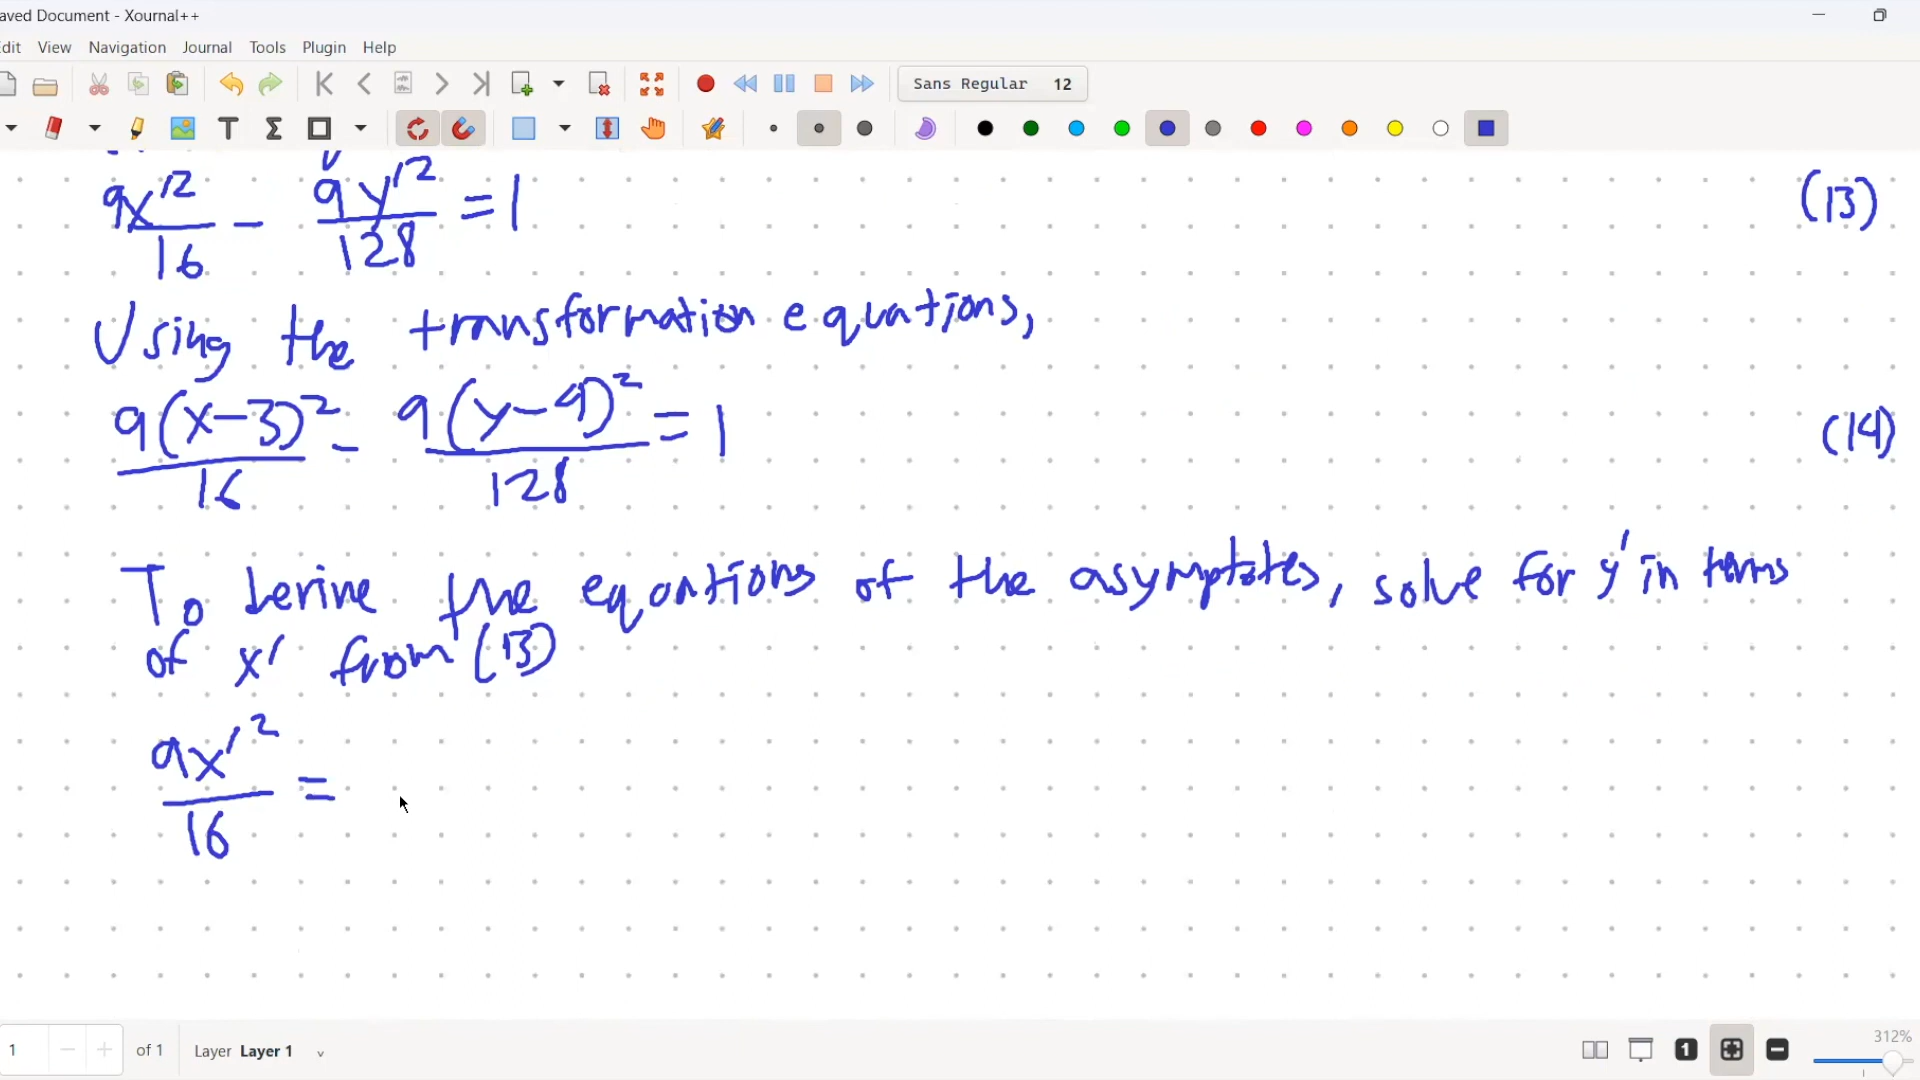 aved Document - Xournal++
dit View Navigation Journal Tools Plugin Help
Sans Regular 12
9x'² / 16 - 9y'² / 128 = 1 (13)
Using the transformation equations,
9(x-3)² / 16 - 9(y-4)² / 128 = 1 (14)
To derive the equations of the asymptotes, solve for y' in terms
of x' from (13)
9x'² / 16 =
1 of 1 Layer Layer 1 312%